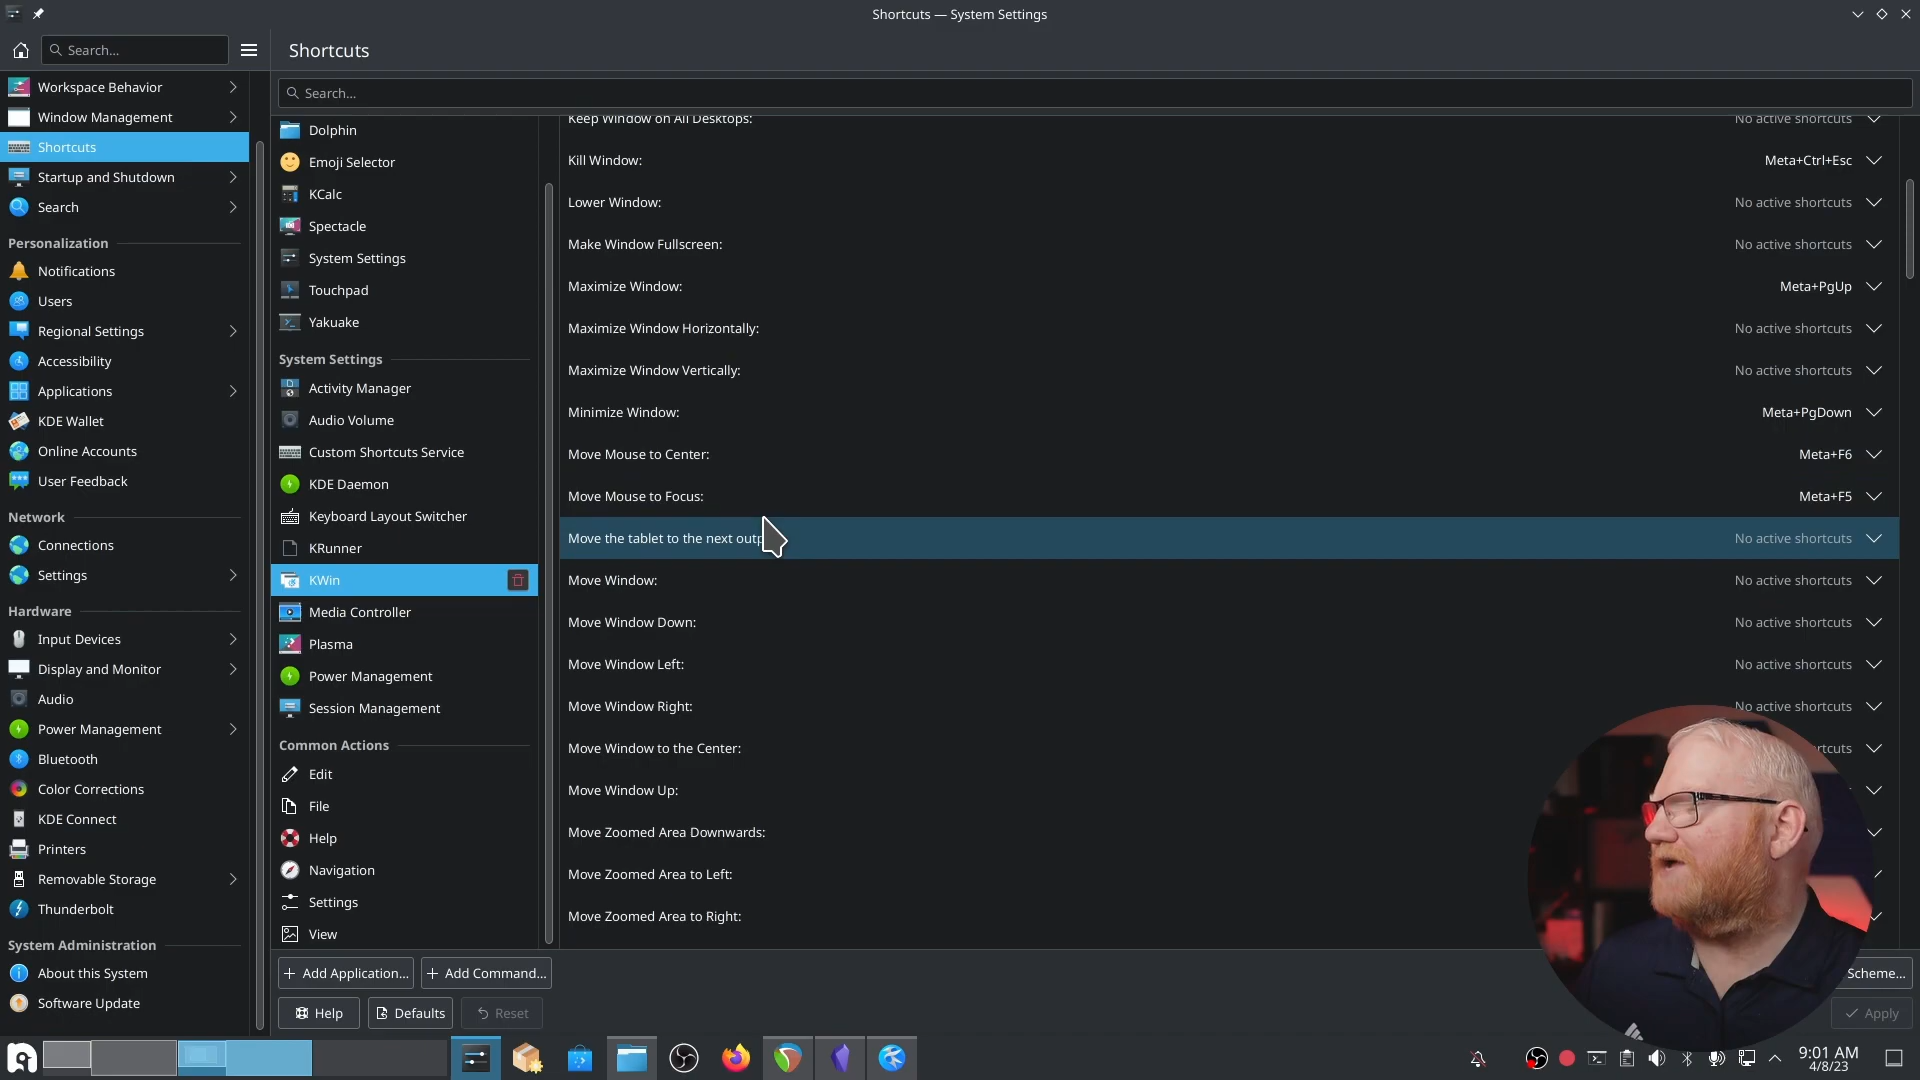 Shortcuts — System Settings
Search...
Shortcuts
Workspace Behavior
Window Management
Shortcuts
Startup and Shutdown
Search
Personalization
Notifications
Users
Regional Settings
Accessibility
Applications
KDE Wallet
Online Accounts
User Feedback
Network
Connections
Settings
Hardware
Input Devices
Display and Monitor
Audio
Power Management
Bluetooth
Color Corrections
KDE Connect
Printers
Removable Storage
Thunderbolt
System Administration
About this System
Software Update
Search...
Dolphin
Emoji Selector
KCalc
Spectacle
System Settings
Touchpad
Yakuake
System Settings
Activity Manager
Audio Volume
Custom Shortcuts Service
KDE Daemon
Keyboard Layout Switcher
KRunner
KWin
Media Controller
Plasma
Power Management
Session Management
Common Actions
Edit
File
Help
Navigation
Settings
View
Keep Window on All Desktops: No active shortcuts
Kill Window: Meta+Ctrl+Esc
Lower Window: No active shortcuts
Make Window Fullscreen: No active shortcuts
Maximize Window: Meta+PgUp
Maximize Window Horizontally: No active shortcuts
Maximize Window Vertically: No active shortcuts
Minimize Window: Meta+PgDown
Move Mouse to Center: Meta+F6
Move Mouse to Focus: Meta+F5
Move the tablet to the next outp No active shortcuts
Move Window: No active shortcuts
Move Window Down: No active shortcuts
Move Window Left: No active shortcuts
Move Window Right: No active shortcuts
Move Window to the Center: rtcuts
Move Window Up:
Move Zoomed Area Downwards:
Move Zoomed Area to Left:
Move Zoomed Area to Right:
Add Application... Add Command... Scheme...
Help Defaults Reset Apply
9:01 AM
4/8/23